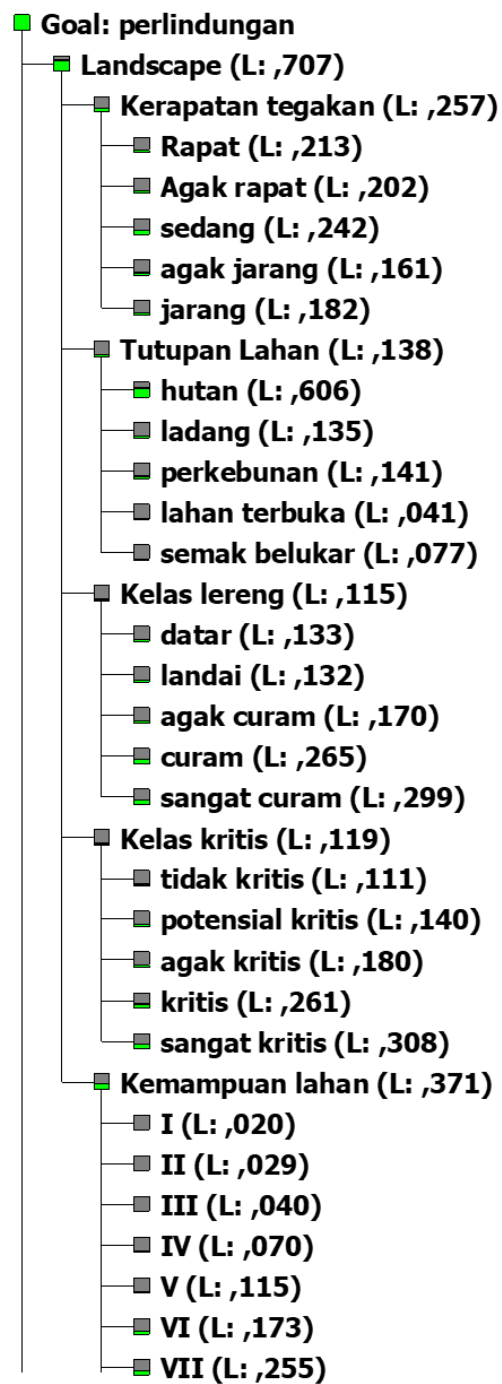 Goal: perlindungan
Landscape (L: ,707)
Kerapatan tegakan (L: ,257)
Rapat (L: ,213)
Agak rapat (L: ,202)
sedang (L: ,242)
agak jarang (L: ,161)
jarang (L: ,182)
Tutupan Lahan (L: ,138)
hutan (L: ,606)
ladang (L: ,135)
perkebunan (L: ,141)
lahan terbuka (L: ,041)
semak belukar (L: ,077)
Kelas lereng (L: ,115)
datar (L: ,133)
landai (L: ,132)
agak curam (L: ,170)
curam (L: ,265)
sangat curam (L: ,299)
Kelas kritis (L: ,119)
tidak kritis (L: ,111)
potensial kritis (L: ,140)
agak kritis (L: ,180)
kritis (L: ,261)
sangat kritis (L: ,308)
Kemampuan lahan (L: ,371)
I (L: ,020)
II (L: ,029)
III (L: ,040)
IV (L: ,070)
V (L: ,115)
VI (L: ,173)
VII (L: ,255)